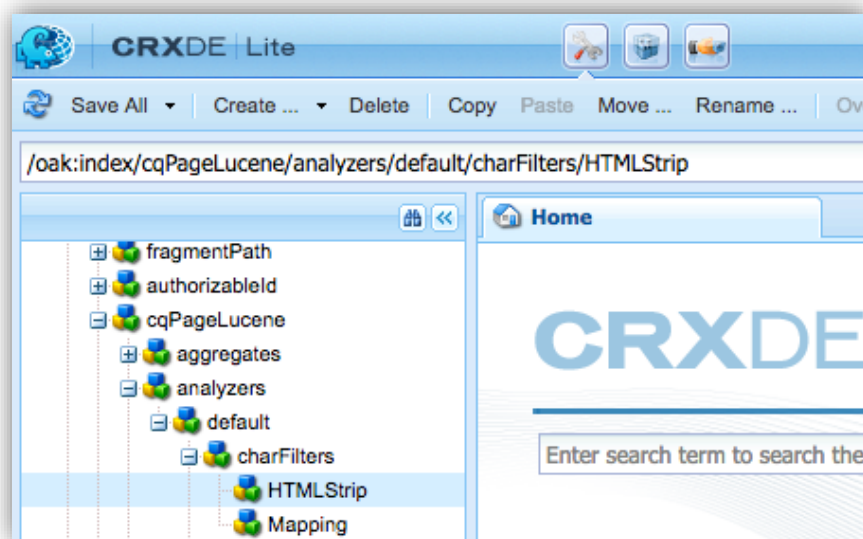 CRXDE Lite
Save All Create ... Delete Copy Paste Move ... Rename ...
/oak:index/cqPageLucene/analyzers/default/charFilters/HTMLStrip
Home
fragmentPath
authorizableId
cqPageLucene
aggregates
analyzers
default
charFilters
HTMLStrip
Mapping
CRXDE
Enter search term to search the